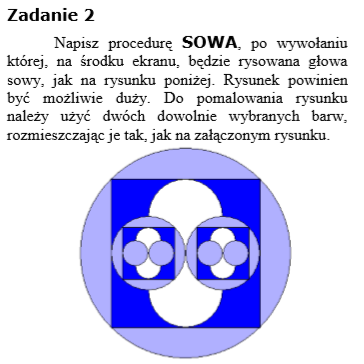 Zadanie 2
Napisz procedurę SOWA, po wywołaniu
której, na środku ekranu, będzie rysowana głowa
sowy, jak na rysunku poniżej. Rysunek powinien
być możliwie duży. Do pomalowania rysunku
należy użyć dwóch dowolnie wybranych barw,
rozmieszczając je tak, jak na załączonym rysunku.